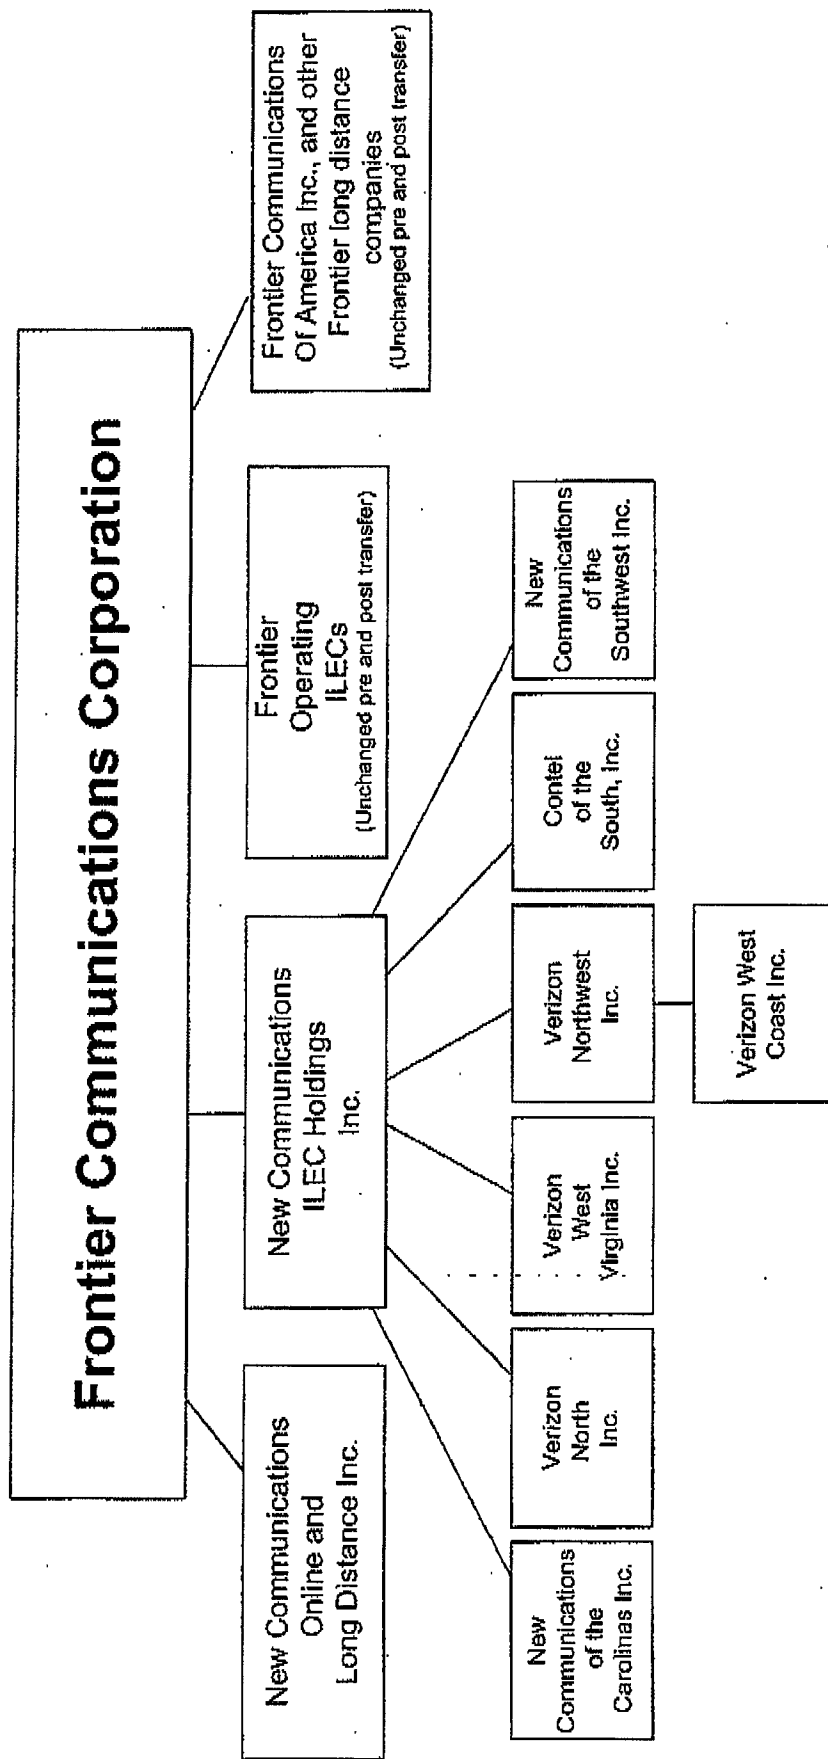 Frontier Communications Corporation
New Communications
Online and
Long Distance Inc.
New Communications
ILEC Holdings
Inc.
Frontier
Operating
ILECs
(Unchanged pre and post transfer)
Frontier Communications
Of America Inc., and other
Frontier long distance
companies
(Unchanged pre and post transfer)
New
Communications
of the
Carolinas Inc.
Verizon
North
Inc.
Verizon
West
Virginia Inc.
Verizon
Northwest
Inc.
Contel
of the
South, Inc.
New
Communications
of the
Southwest Inc.
Verizon West
Coast Inc.